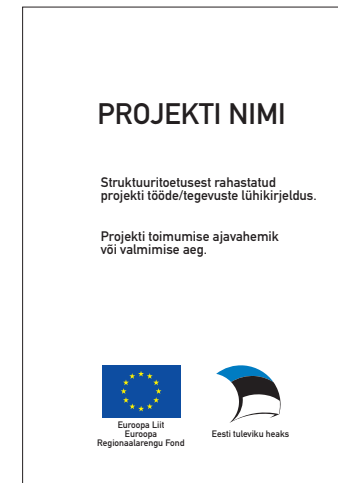 PROJEKTI NIMI
Struktuuritoetusest rahastatud
projekti tööde/tegevuste lühikirjeldus.
Projekti toimumise ajavahemik
või valmimise aeg.
Euroopa Liit
Euroopa
Regionaalarengu Fond
Eesti tuleviku heaks